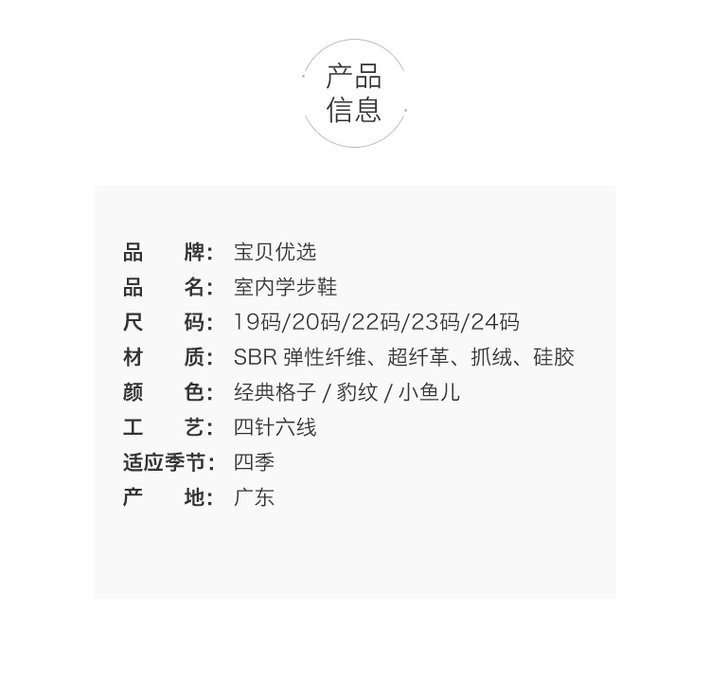 产品
信息
品 牌： 宝贝优选
品 名： 室内学步鞋
尺 码： 19码/20码/22码/23码/24码
材 质： SBR 弹性纤维、超纤革、抓绒、硅胶
颜 色： 经典格子 / 豹纹 / 小鱼儿
工 艺： 四针六线
适应季节： 四季
产 地： 广东